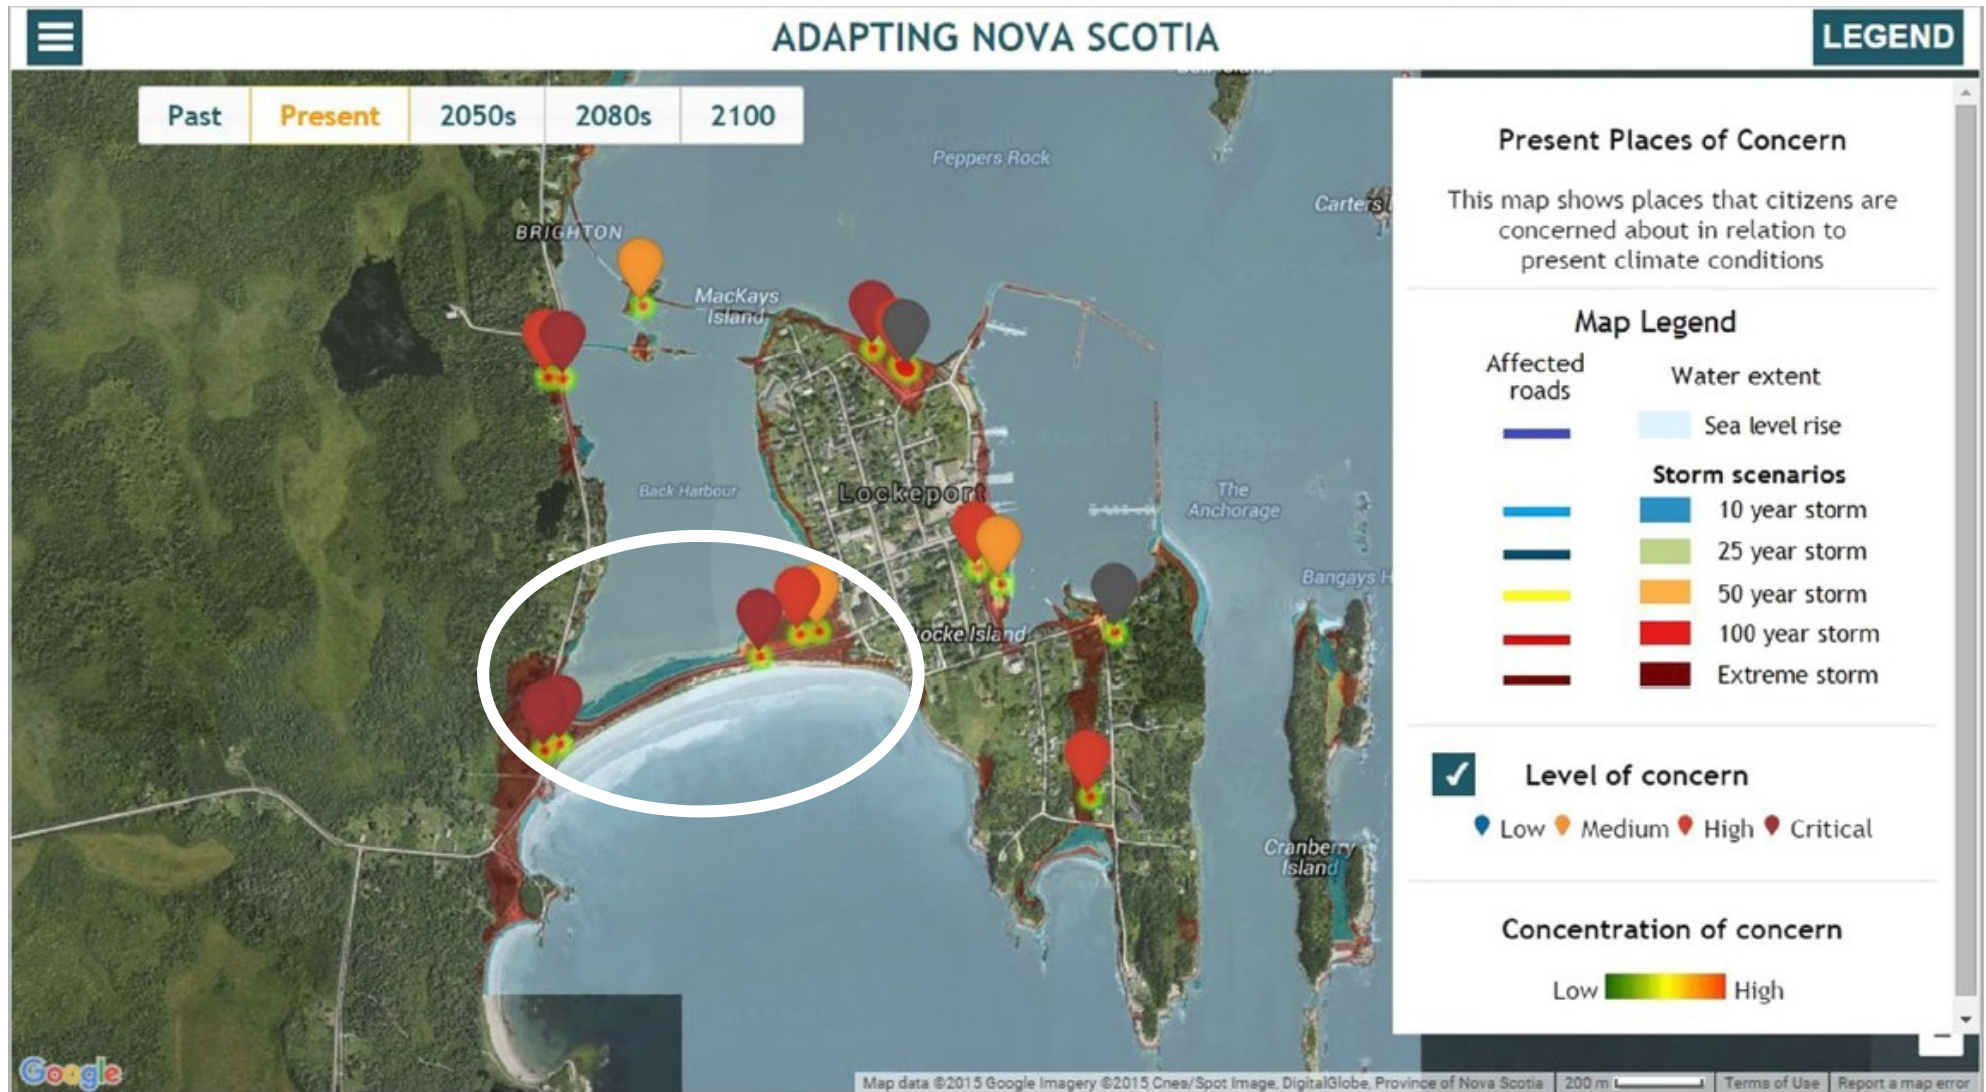 ADAPTING NOVA SCOTIA
LEGEND
Past
Present
2050s
2080s
2100
Peppers Rock
BRIGHTON
MacKays
Island
Back Harbour
Lockeport
The
Anchorage
Bangays H
Locke Island
Cranberry
Island
Carters
Present Places of Concern
This map shows places that citizens are
concerned about in relation to
present climate conditions
Map Legend
Affected
roads
Water extent
Sea level rise
Storm scenarios
10 year storm
25 year storm
50 year storm
100 year storm
Extreme storm
Level of concern
Low Medium High Critical
Concentration of concern
Low High
Google
Map data ©2015 Google Imagery ©2015 Cnes/Spot Image, DigitalGlobe, Province of Nova Scotia 200 m Terms of Use Report a map error